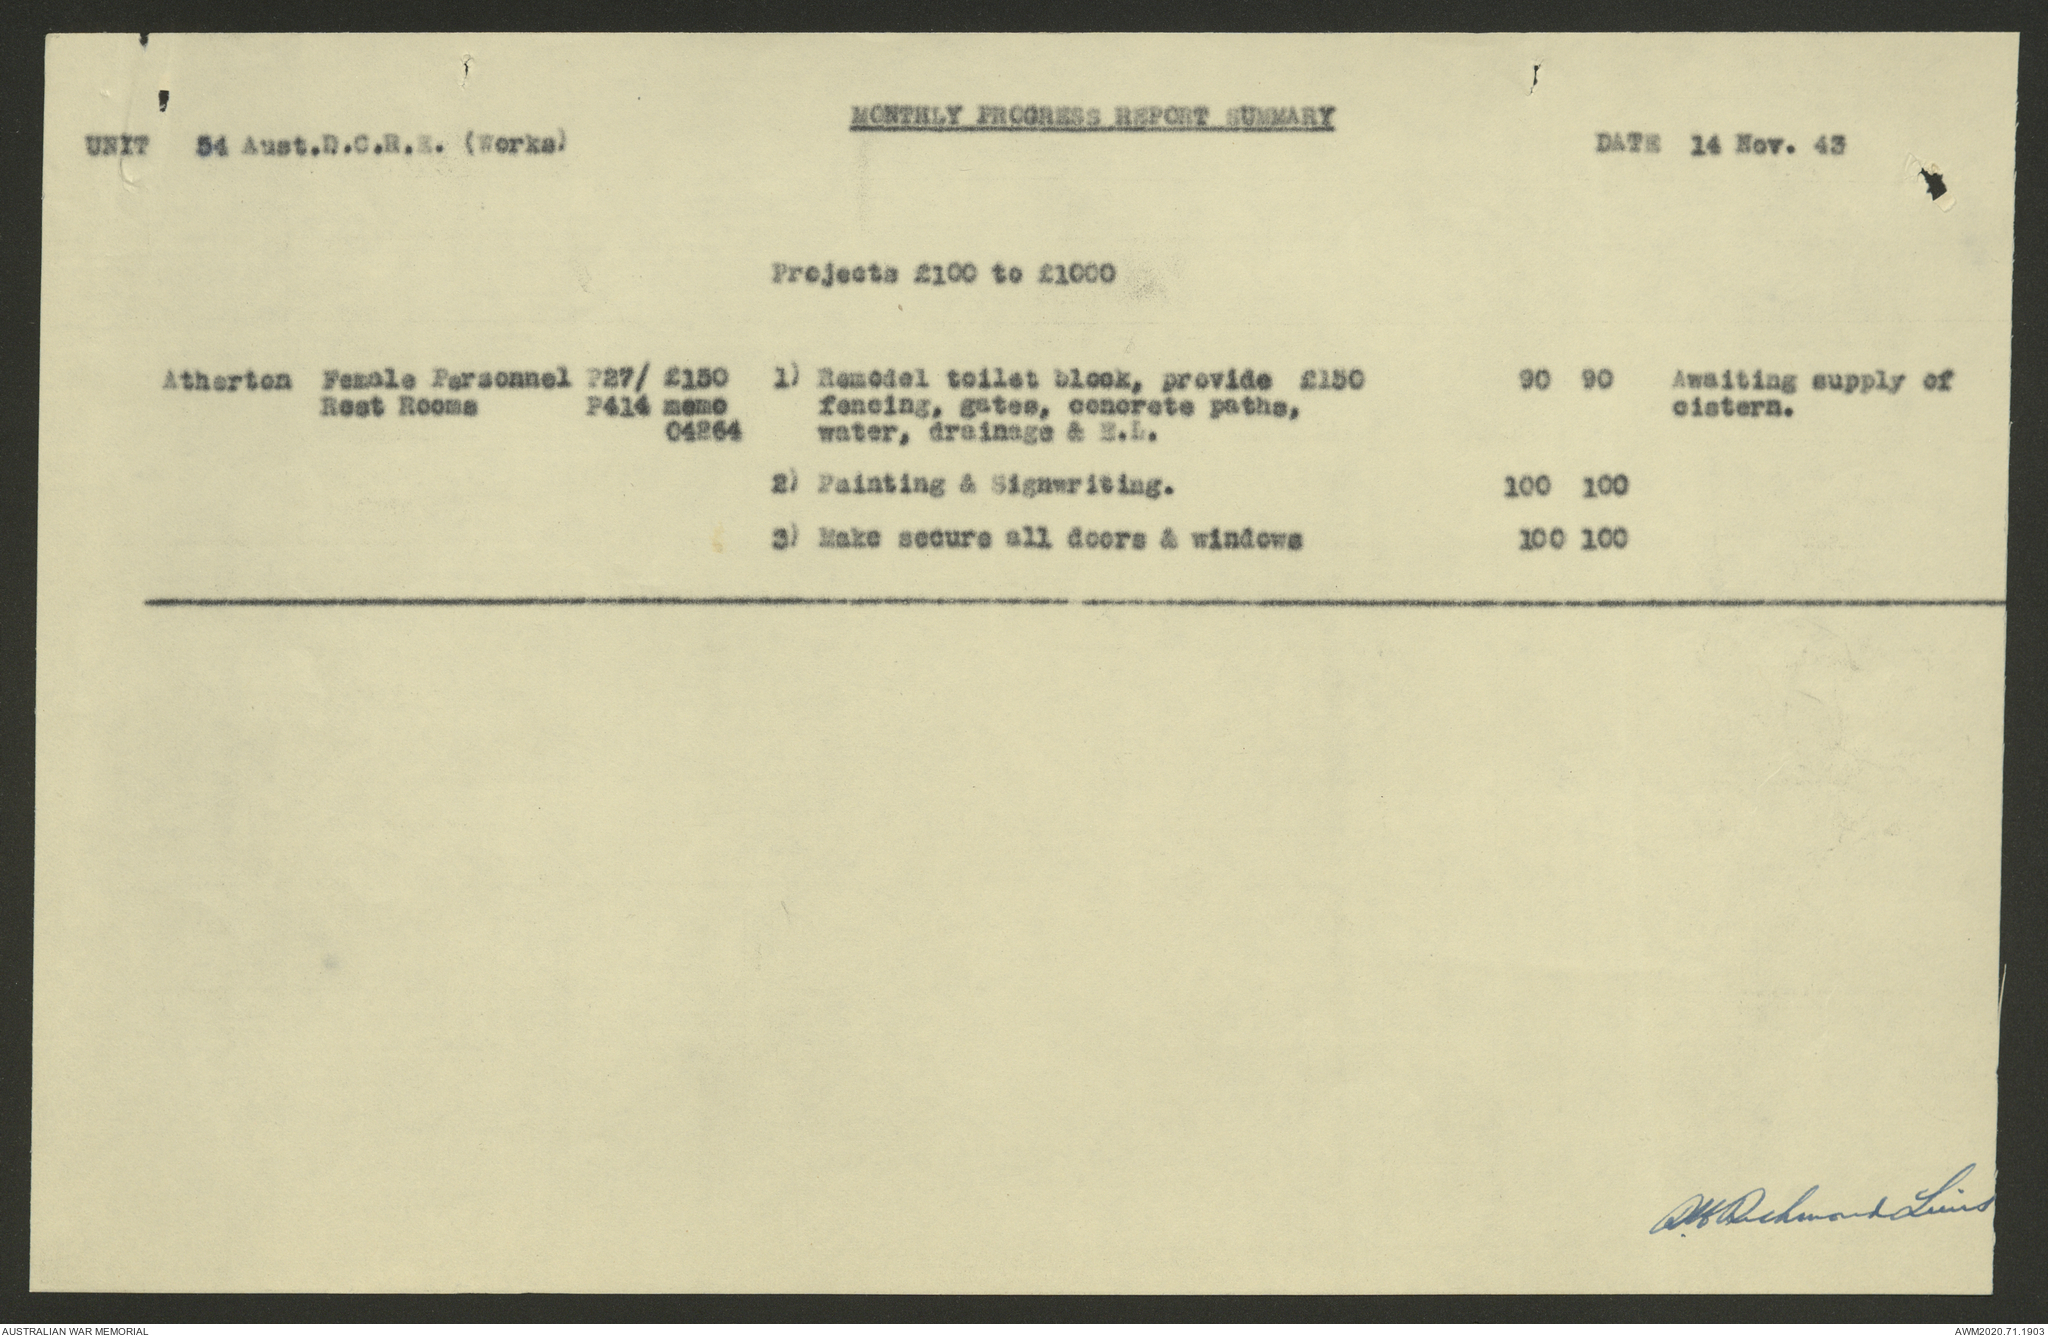 MONTHLY PROGRESS REPORT SUMMARY
UNIT 54 Aust.D.C.R.E. (Works)
DATE 14 Nov. 43
Projects £100 to £1000
Atherton Female Personnel P27/ £150 1) Remodel toilet block, provide £150 90 90 Awaiting supply of
Rest Rooms P414 memo fencing, gates, concrete paths, cistern.
04264 water, drainage & E.L.
2) Painting & Signwriting. 100 100
3) Make secure all doors & windows 100 100
Richmond
AUSTRALIAN WAR MEMORIAL
AWM2020.71.1903